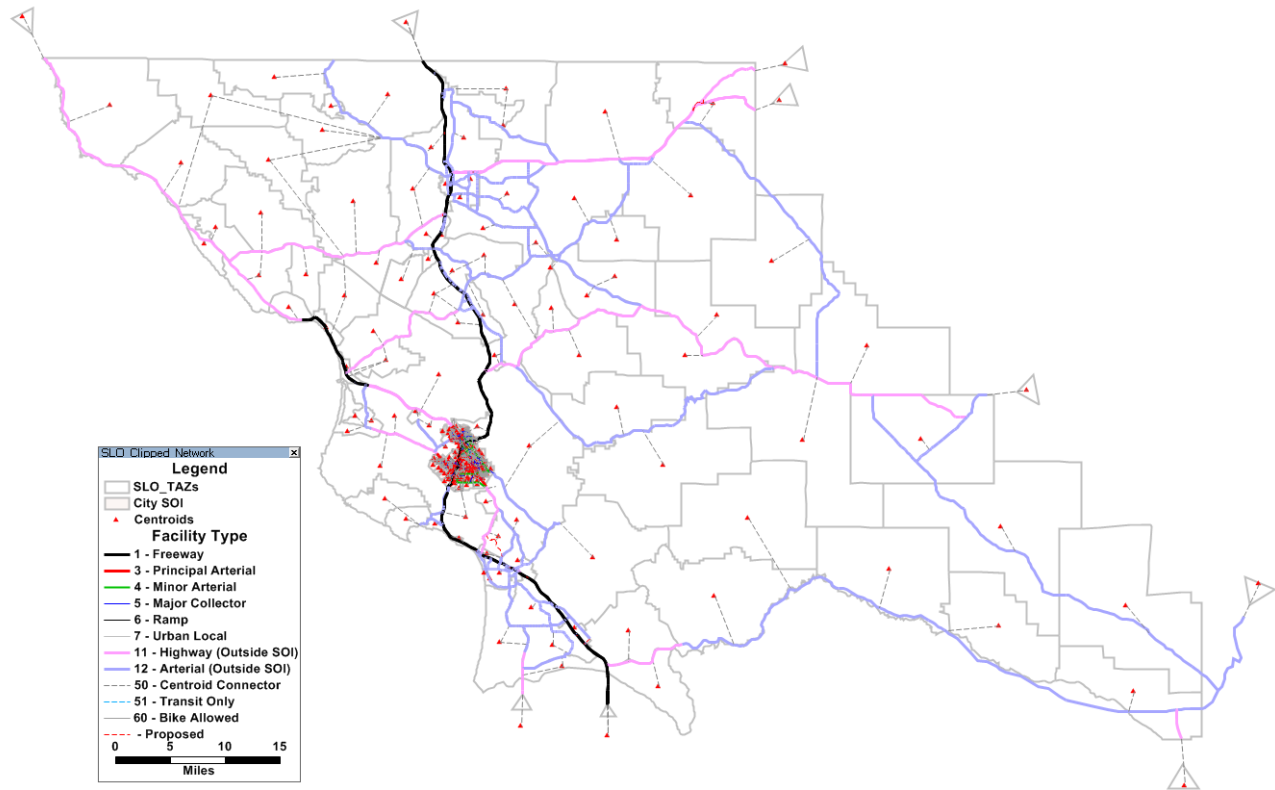 SLO Clipped Network
Legend
SLO_TAZs
City SOI
Centroids
Facility Type
1 - Freeway
3 - Principal Arterial
4 - Minor Arterial
5 - Major Collector
6 - Ramp
7 - Urban Local
11 - Highway (Outside SOI)
12 - Arterial (Outside SOI)
50 - Centroid Connector
51 - Transit Only
60 - Bike Allowed
- Proposed
0 5 10 15
Miles